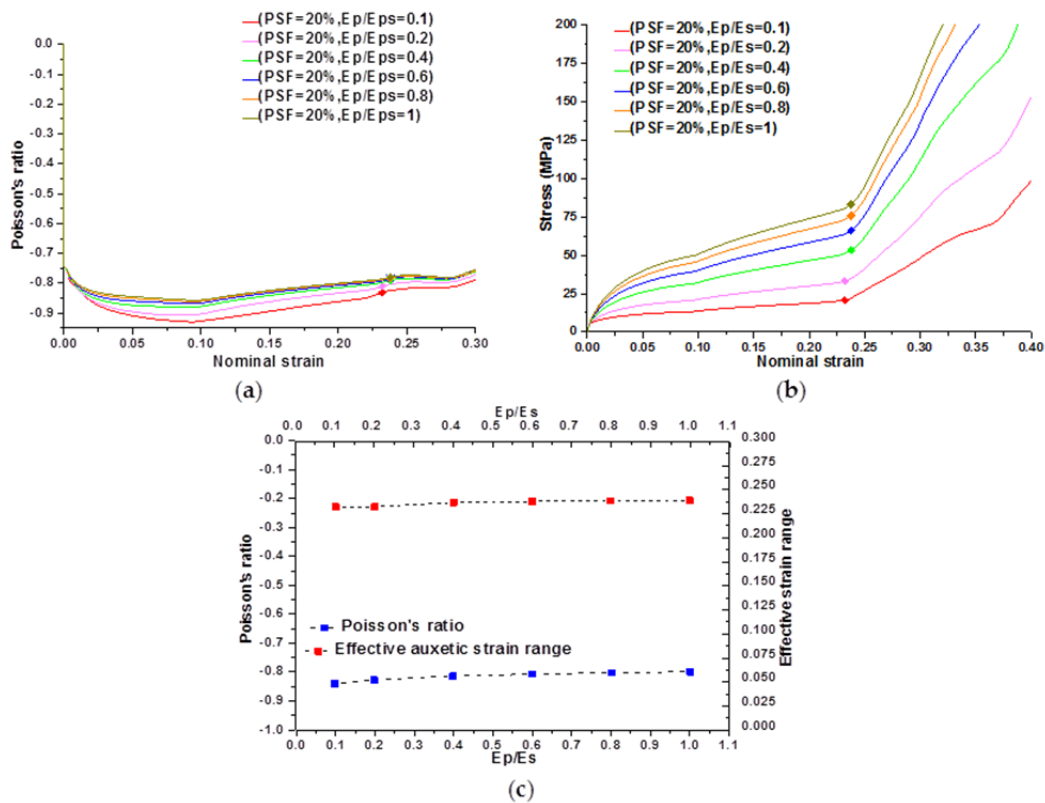 (PSF=20%,Ep/Eps=0.1)
(PSF=20%,Ep/Eps=0.2)
(PSF=20%,Ep/Eps=0.4)
(PSF=20%,Ep/Eps=0.6)
(PSF=20%,Ep/Eps=0.8)
(PSF=20%,Ep/Eps=1)
0.0
-0.1
-0.2
-0.3
-0.4
-0.5
-0.6
-0.7
-0.8
-0.9
Poisson's ratio
0.00 0.05 0.10 0.15 0.20 0.25 0.30
Nominal strain
(a)
(PSF=20%,Ep/Es=0.1)
(PSF=20%,Ep/Es=0.2)
(PSF=20%,Ep/Es=0.4)
(PSF=20%,Ep/Es=0.6)
(PSF=20%,Ep/Es=0.8)
(PSF=20%,Ep/Es=1)
200
175
150
125
100
75
50
25
0
Stress (MPa)
0.00 0.05 0.10 0.15 0.20 0.25 0.30 0.35 0.40
Nominal strain
(b)
Ep/Es
0.0 0.1 0.2 0.3 0.4 0.5 0.6 0.7 0.8 0.9 1.0 1.1
0.0
-0.1
-0.2
-0.3
-0.4
-0.5
-0.6
-0.7
-0.8
-0.9
-1.0
Poisson's ratio
Poisson's ratio
Effective auxetic strain range
0.300
0.275
0.250
0.225
0.200
0.175
0.150
0.125
0.100
0.075
0.050
0.025
0.000
Effective strain range
0.0 0.1 0.2 0.3 0.4 0.5 0.6 0.7 0.8 0.9 1.0 1.1
Ep/Es
(c)